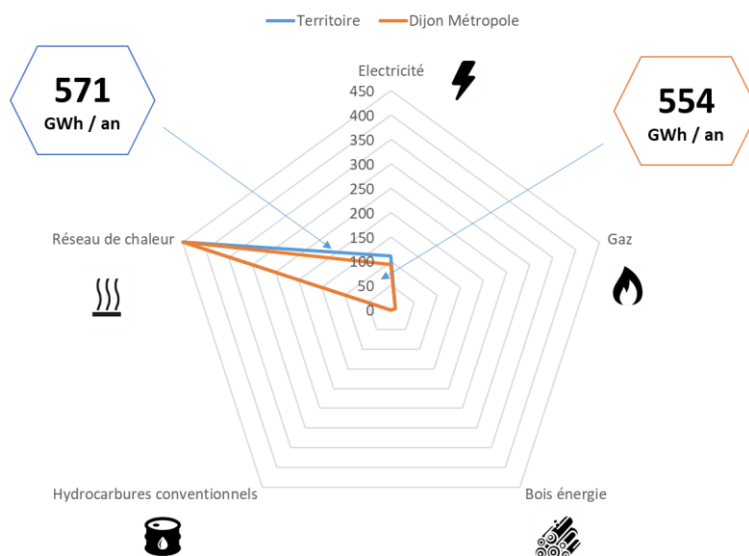 Territoire
Dijon Métropole
571
GWh / an
Electricité
554
GWh / an
450
400
350
300
250
200
150
100
50
0
Réseau de chaleur
Gaz
Hydrocarbures conventionnels
Bois énergie